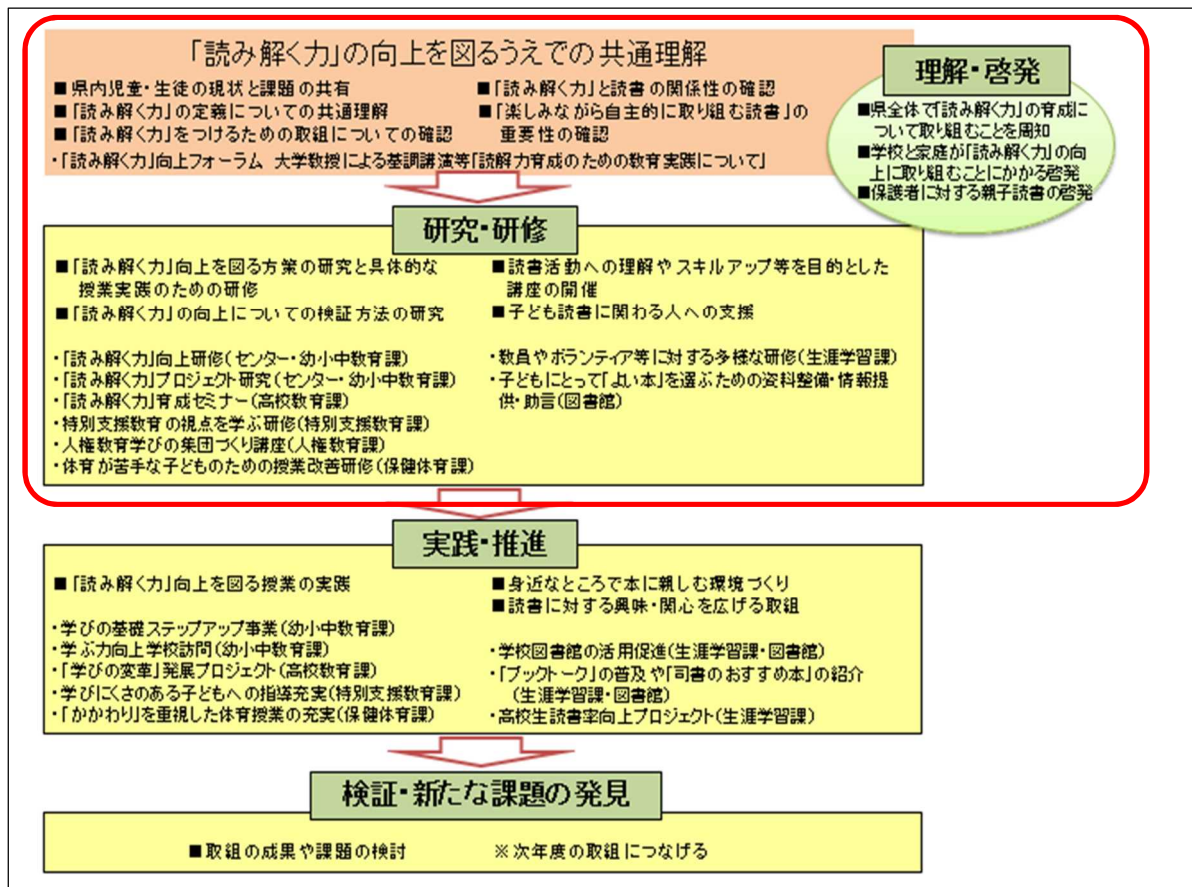 「読み解く力」の向上を図るうえでの共通理解
■県内児童・生徒の現状と課題の共有
■「読み解く力」の定義についての共通理解
■「読み解く力」をつけるための取組についての確認
■「読み解く力」と読書の関係性の確認
■「楽しみながら自主的に取り組む読書」の
重要性の確認
・「読み解く力」向上フォーラム 大学教授による基調講演等「読解力育成のための教育実践について」
理解・啓発
■県全体で「読み解く力」の育成に
ついて取り組むことを周知
■学校と家庭が「読み解く力」の向
上に取り組むことにかかる啓発
■保護者に対する親子読書の啓発
研究・研修
■「読み解く力」向上を図る方策の研究と具体的な
授業実践のための研修
■「読み解く力」の向上についての検証方法の研究
・「読み解く力」向上研修(センター・幼小中教育課)
・「読み解く力」プロジェクト研究(センター・幼小中教育課)
・「読み解く力」育成セミナー(高校教育課)
・特別支援教育の視点を学ぶ研修(特別支援教育課)
・人権教育学びの集団づくり講座(人権教育課)
・体育が苦手な子どものための授業改善研修(保健体育課)
■読書活動への理解やスキルアップ等を目的とした
講座の開催
■子ども読書に関わる人への支援
・教員やボランティア等に対する多様な研修(生涯学習課)
・子どもにとって「よい本」を選ぶための資料整備・情報提
供・助言(図書館)
実践・推進
■「読み解く力」向上を図る授業の実践
・学びの基礎ステップアップ事業(幼小中教育課)
・学ぶ力向上学校訪問(幼小中教育課)
・「学びの変革」発展プロジェクト(高校教育課)
・学びにくさのある子どもへの指導充実(特別支援教育課)
・「かかわり」を重視した体育授業の充実(保健体育課)
■身近なところで本に親しむ環境づくり
■読書に対する興味・関心を広げる取組
・学校図書館の活用促進(生涯学習課・図書館)
・「ブックトーク」の普及や「司書のおすすめ本」の紹介
(生涯学習課・図書館)
・高校生読書率向上プロジェクト(生涯学習課)
検証・新たな課題の発見
■取組の成果や課題の検討 ※次年度の取組につなげる